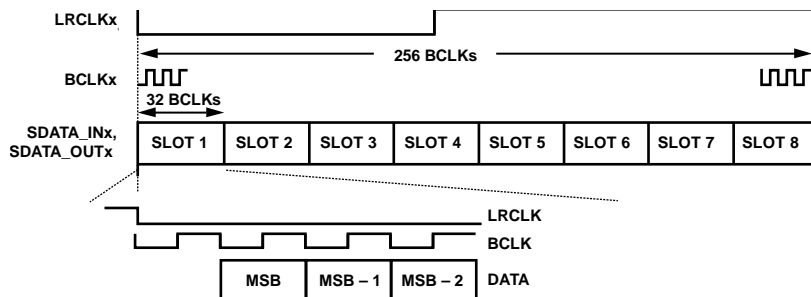 LRCLKx
256 BCLKs
BCLKx
32 BCLKs
SDATA_INx,
SDATA_OUTx
SLOT 1 SLOT 2 SLOT 3 SLOT 4 SLOT 5 SLOT 6 SLOT 7 SLOT 8
LRCLK
BCLK
MSB MSB – 1 MSB – 2 DATA